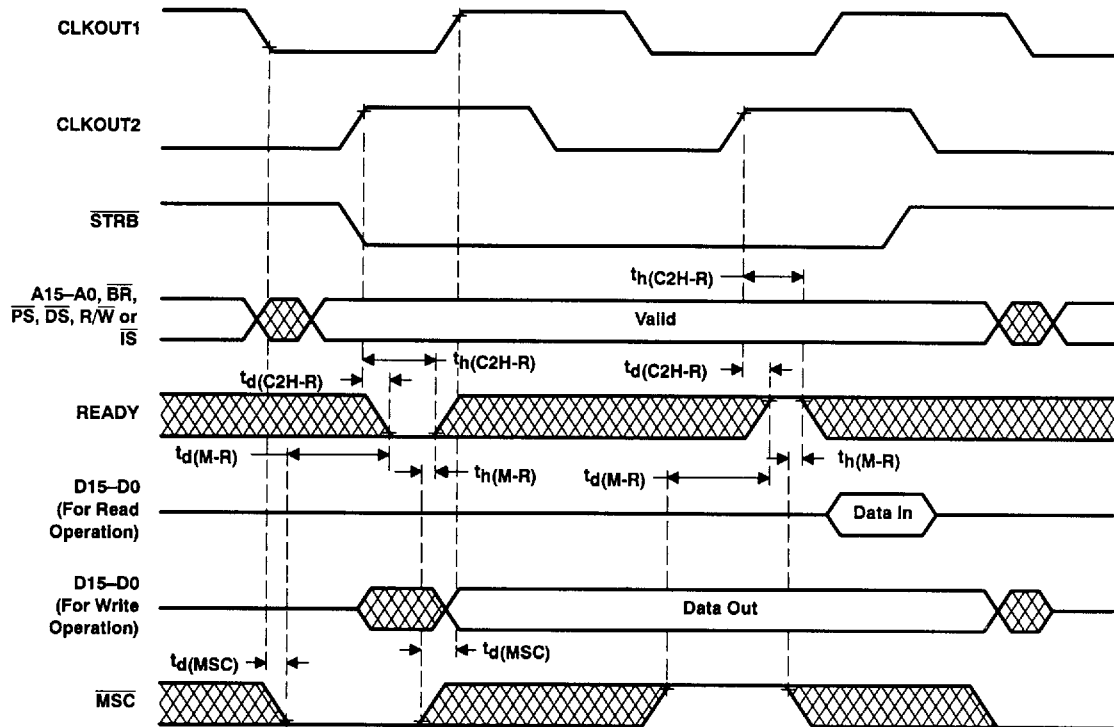 CLKOUT1
CLKOUT2
STRB
th(C2H-R)
A15–A0, BR,
PS, DS, R/W or
IS
Valid
th(C2H-R)
td(C2H-R)
td(C2H-R)
READY
td(M-R)
th(M-R)
td(M-R)
th(M-R)
D15–D0
(For Read
Operation)
Data In
D15–D0
(For Write
Operation)
Data Out
td(MSC)
td(MSC)
MSC